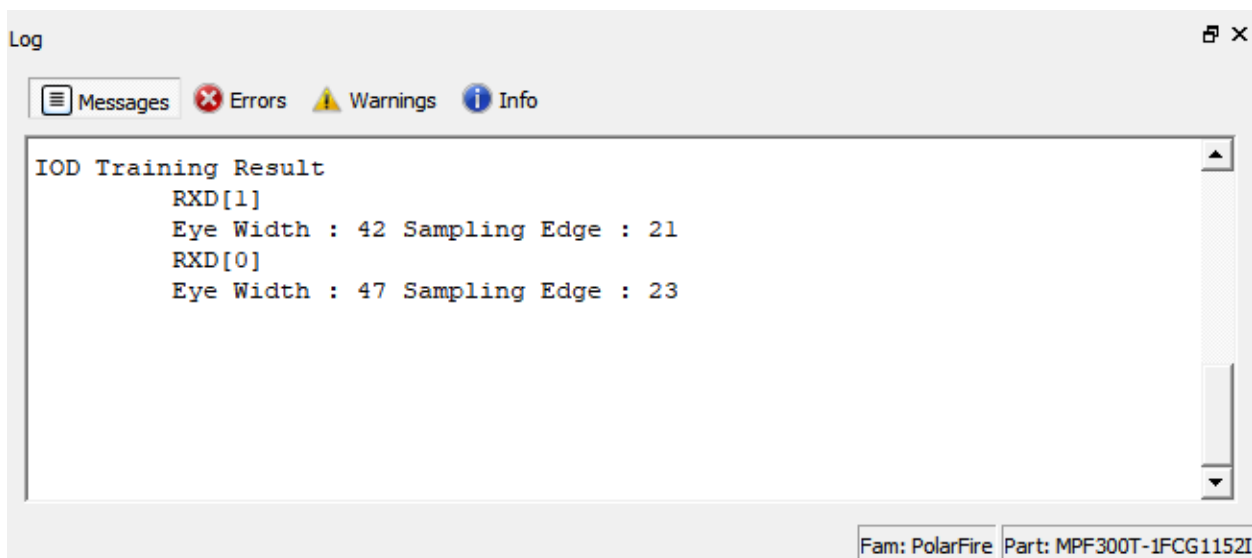 Log
Messages Errors Warnings Info
IOD Training Result
RXD[1]
Eye Width : 42 Sampling Edge : 21
RXD[0]
Eye Width : 47 Sampling Edge : 23
Fam: PolarFire Part: MPF300T-1FCG1152I